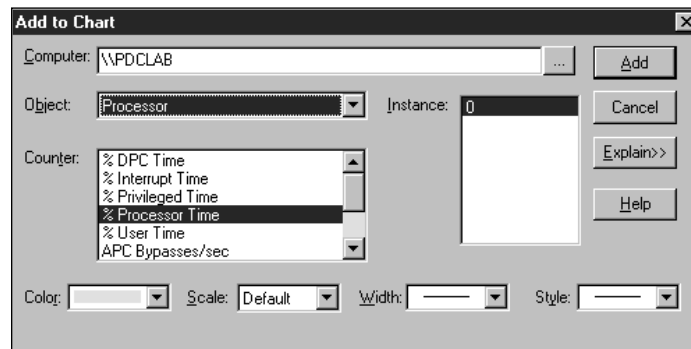 Add to Chart
Computer: \\PDCLAB ... Add
Object: Processor Instance: 0 Cancel
Explain>>
Counter: % DPC Time
% Interrupt Time
% Privileged Time
% Processor Time Help
% User Time
APC Bypasses/sec
Color: Scale: Default Width: Style: